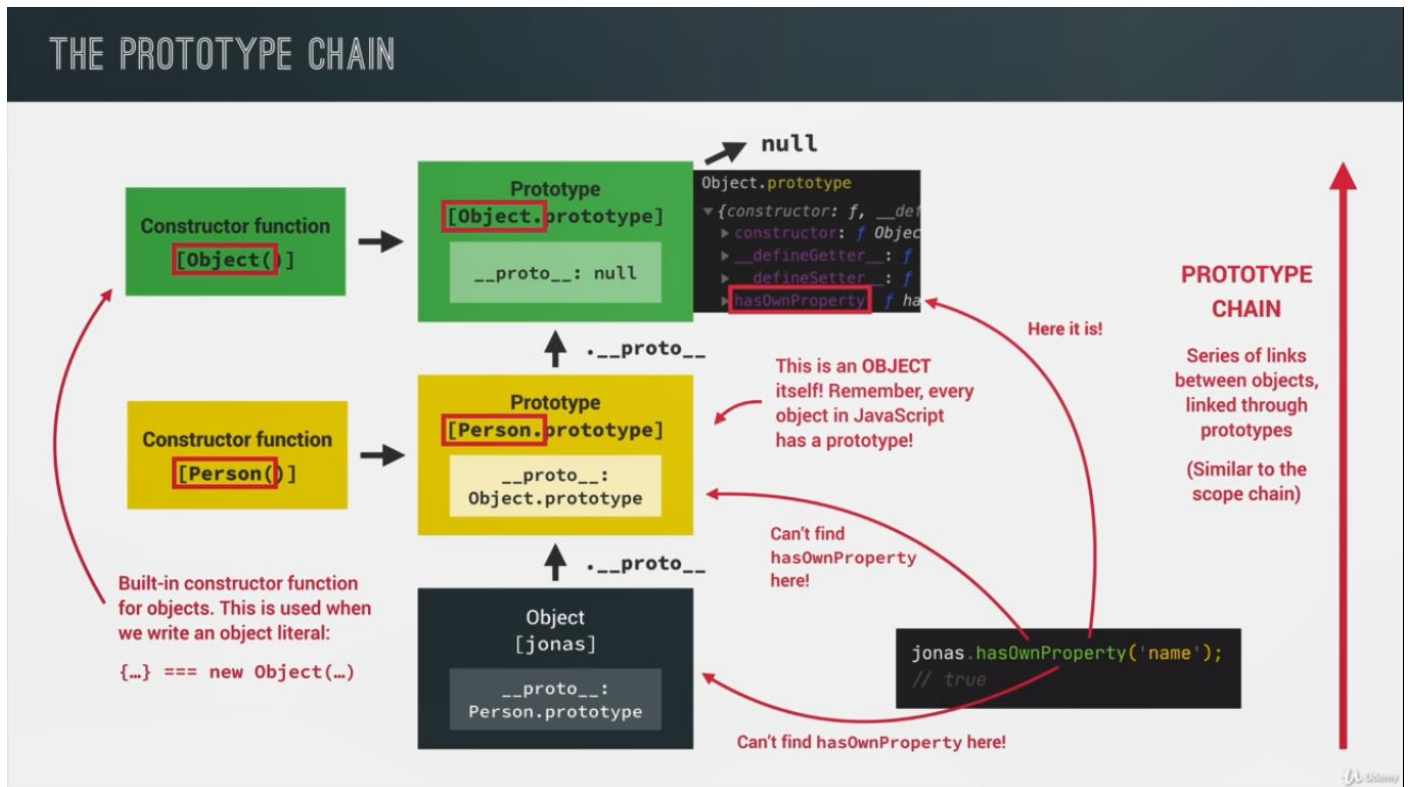 THE PROTOTYPE CHAIN
null
Prototype
[Object.prototype]
__proto__: null
Constructor function
[Object()]
Object.prototype
▼{constructor: ƒ, __def
▶constructor: ƒ Objec
▶__defineGetter__: ƒ
▶__defineSetter__: ƒ
▶hasOwnProperty ƒ ha
Here it is!
PROTOTYPE
CHAIN
Series of links
between objects,
linked through
prototypes
(Similar to the
scope chain)
.__proto__
This is an OBJECT
itself! Remember, every
object in JavaScript
has a prototype!
Constructor function
[Person()]
Prototype
[Person.prototype]
__proto__:
Object.prototype
Can't find
hasOwnProperty
here!
.__proto__
Built-in constructor function
for objects. This is used when
we write an object literal:
{…} === new Object(…)
Object
[jonas]
__proto__:
Person.prototype
jonas.hasOwnProperty('name');
// true
Can't find hasOwnProperty here!
Udemy